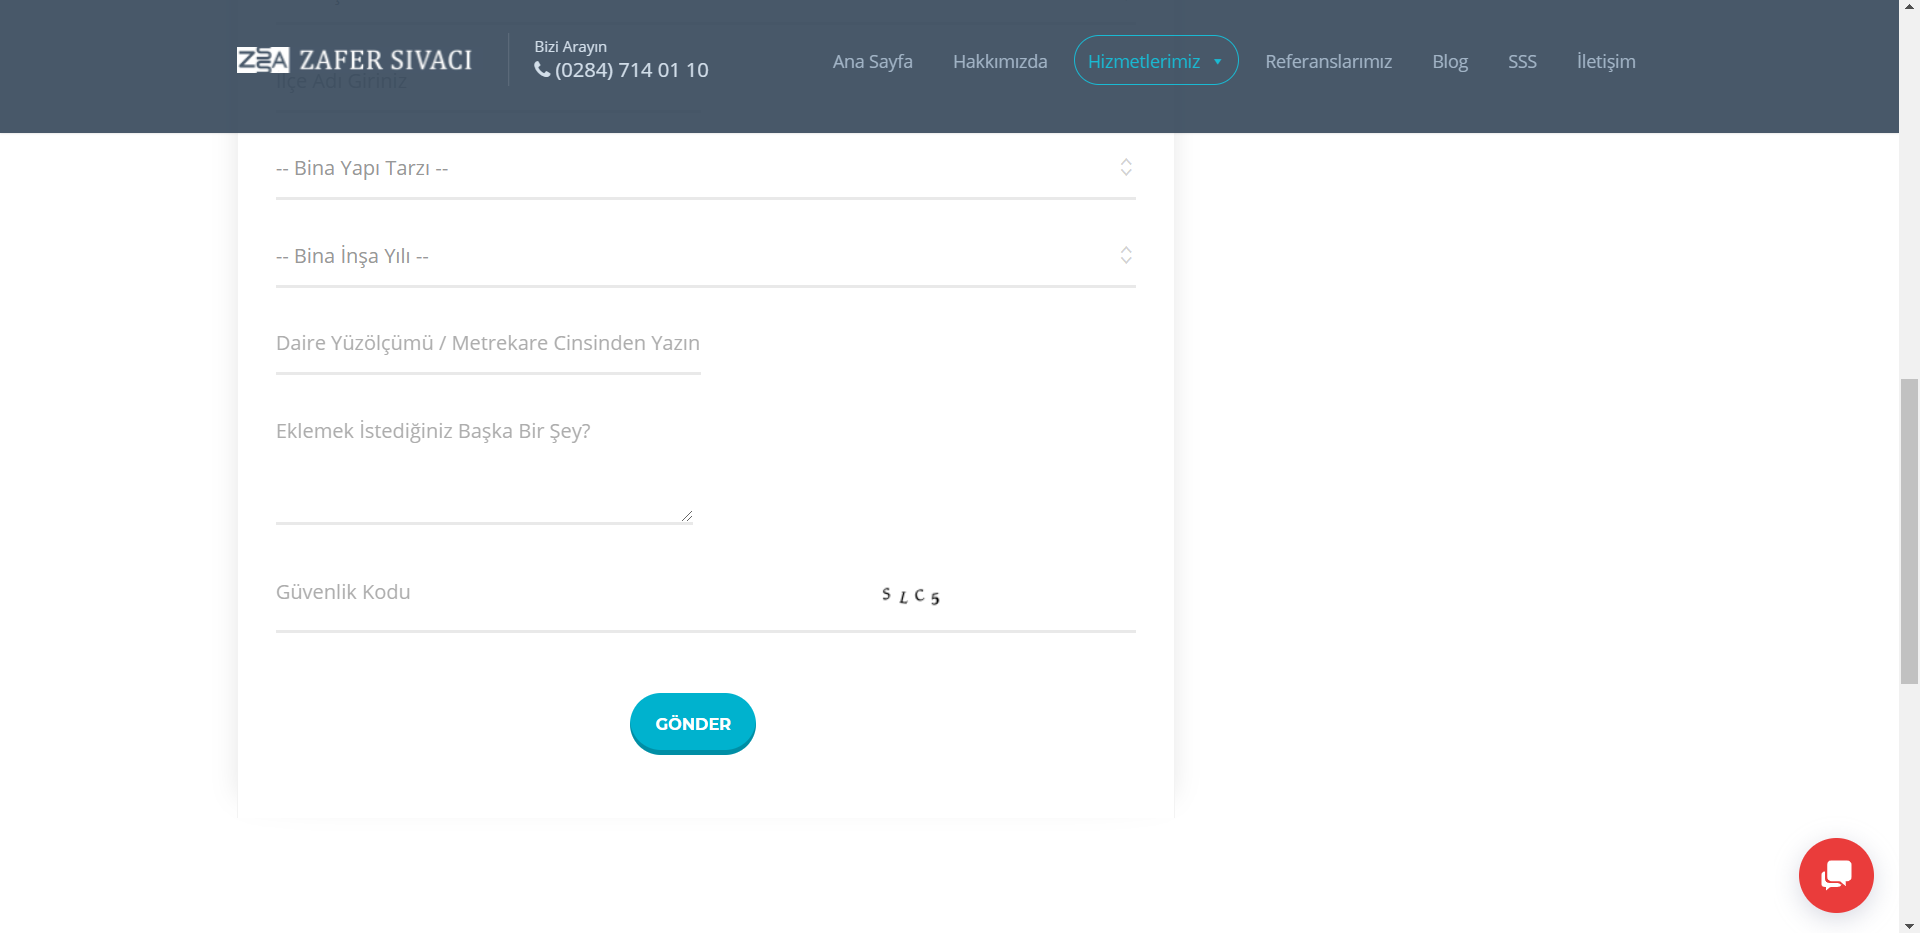 ZAFER SIVACI
Bizi Arayın
(0284) 714 01 10
Ana Sayfa
Hakkımızda
Hizmetlerimiz
Referanslarımız
Blog
SSS
İletişim
İlçe Adı Giriniz
-- Bina Yapı Tarzı --
-- Bina İnşa Yılı --
Daire Yüzölçümü / Metrekare Cinsinden Yazın
Eklemek İstediğiniz Başka Bir Şey?
Güvenlik Kodu
S L C 5
GÖNDER